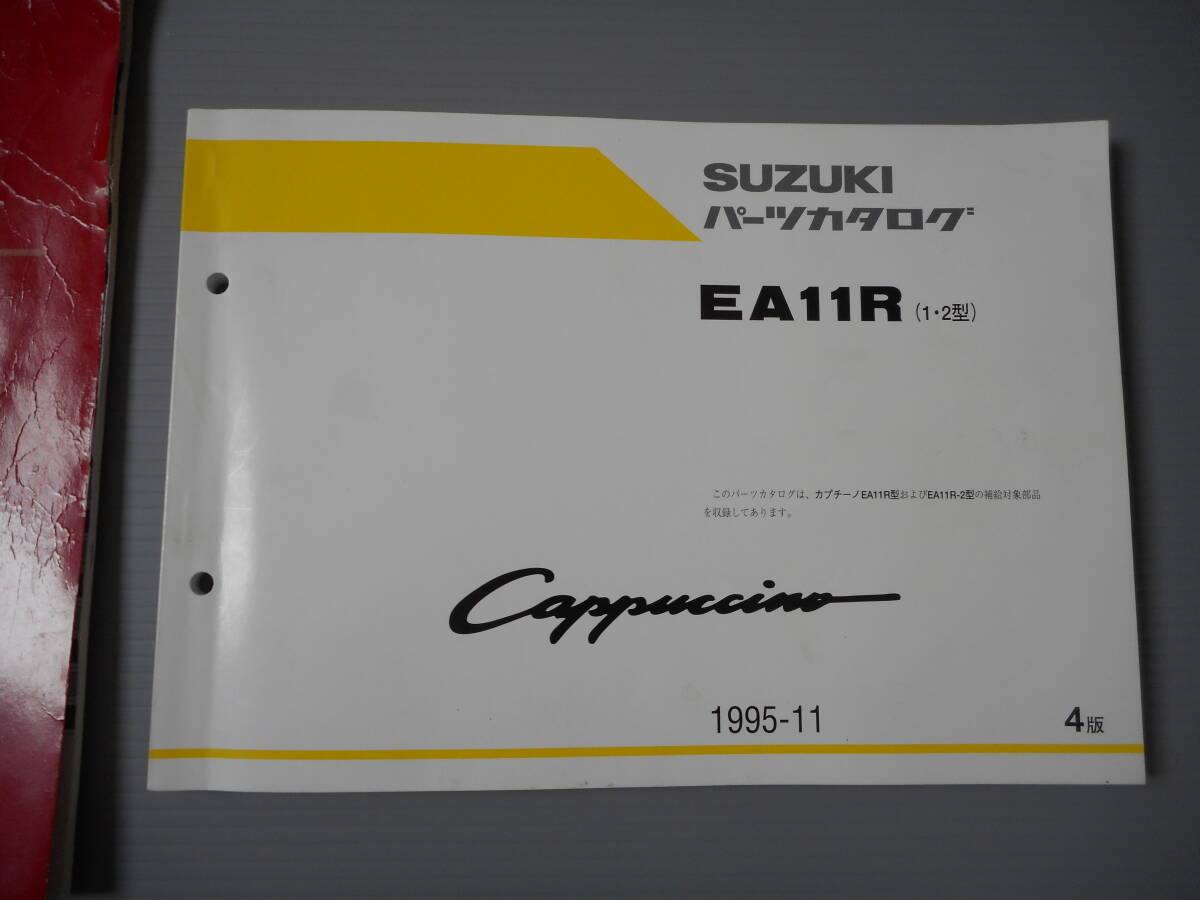 SUZUKI
パーツカタログ
EA11R (1・2型)
このパーツカタログは、カプチーノEA11R型およびEA11R-2型の補給対象部品
を収録してあります。
Cappuccino
1995-11
4版